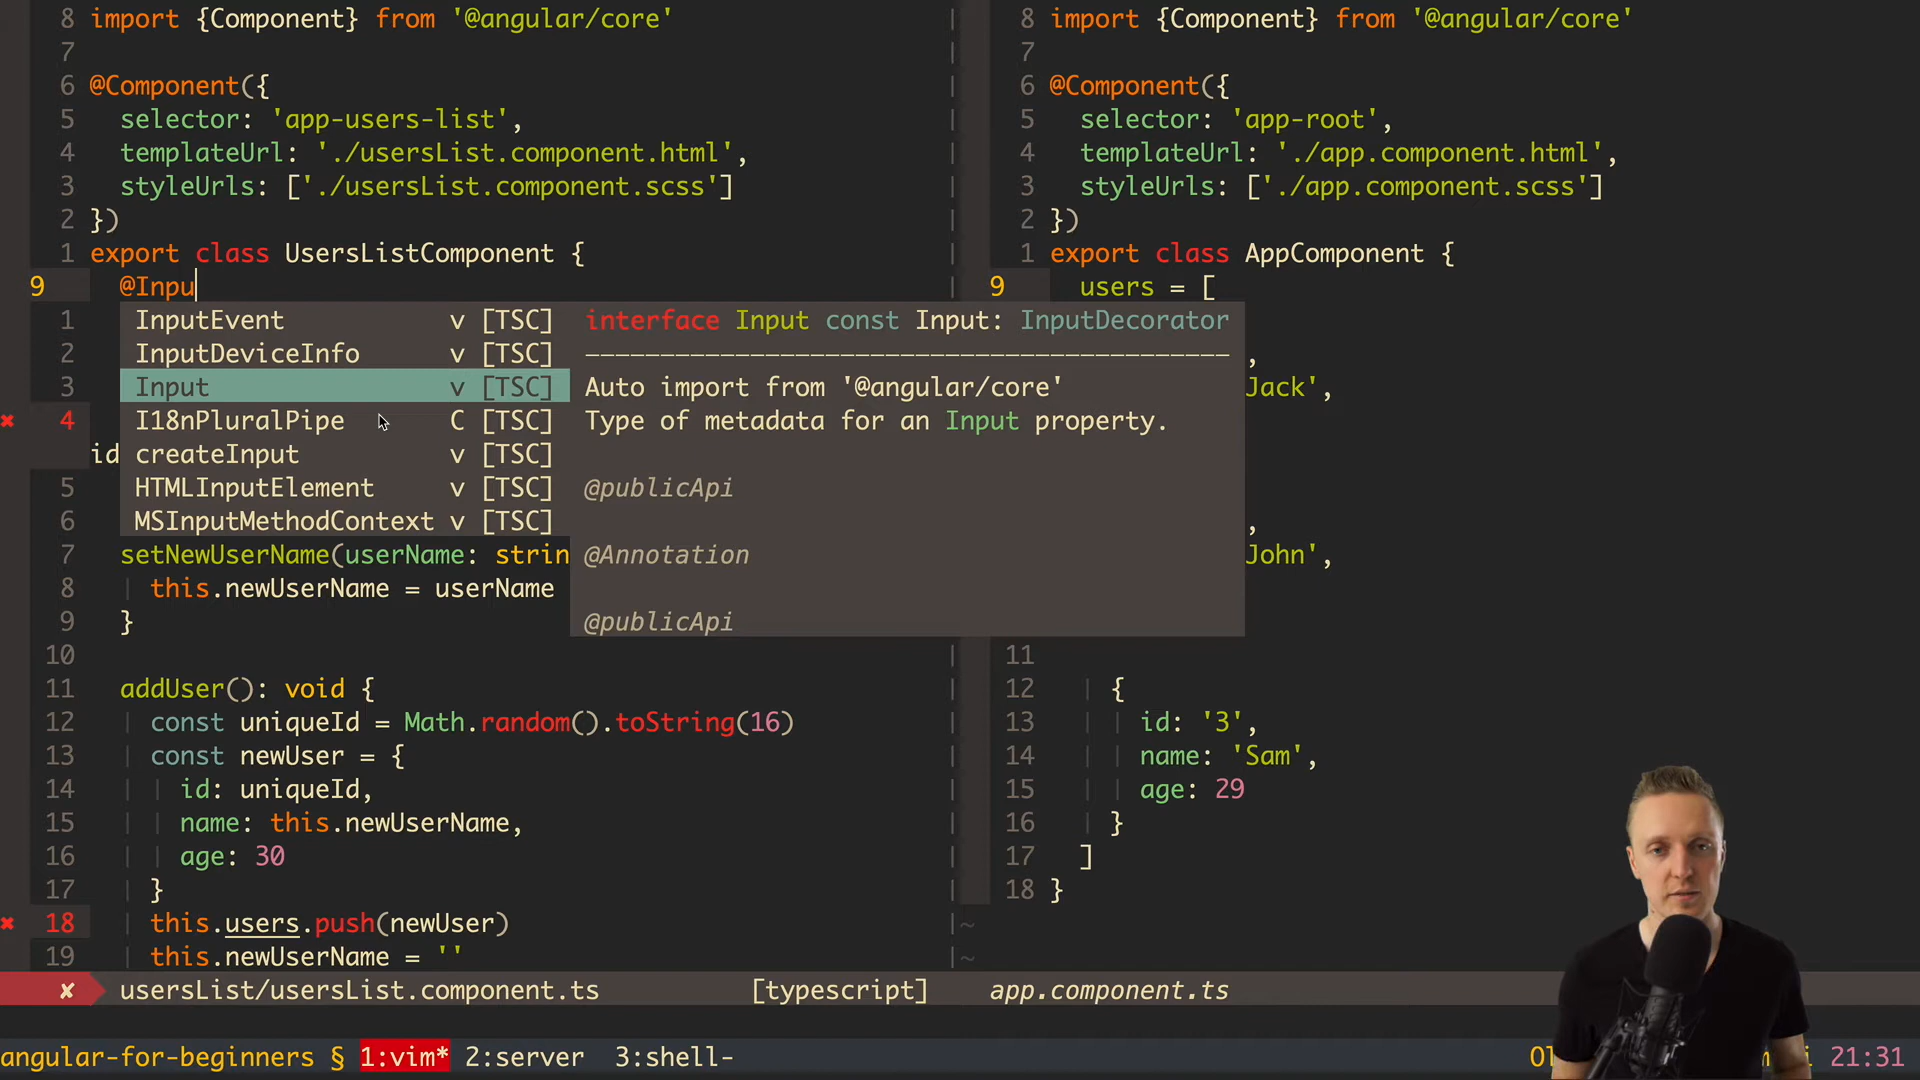 8 import {Component} from '@angular/core'
7
6 @Component({
5 selector: 'app-users-list',
4 templateUrl: './usersList.component.html',
3 styleUrls: ['./usersList.component.scss']
2 })
1 export class UsersListComponent {
9 @Inpu
1 InputEvent v [TSC]
2 InputDeviceInfo v [TSC]
3 Input v [TSC]
✖ 4 I18nPluralPipe C [TSC]
id createInput v [TSC]
5 HTMLInputElement v [TSC]
6 MSInputMethodContext v [TSC]
interface Input const Input: InputDecorator
Auto import from '@angular/core'
Type of metadata for an Input property.
@publicApi
@Annotation
@publicApi
7 setNewUserName(userName: strin
8 | this.newUserName = userName
9 }
10
11 addUser(): void {
12 | const uniqueId = Math.random().toString(16)
13 | const newUser = {
14 | | id: uniqueId,
15 | | name: this.newUserName,
16 | | age: 30
17 | }
✖ 18 | this.users.push(newUser)
19 | this.newUserName = ''
8 import {Component} from '@angular/core'
7
6 @Component({
5 selector: 'app-root',
4 templateUrl: './app.component.html',
3 styleUrls: ['./app.component.scss']
2 })
1 export class AppComponent {
9 users = [
,
Jack',
,
John',
11
12 | {
13 | | id: '3',
14 | | name: 'Sam',
15 | | age: 29
16 | }
17 ]
18 }
~
~
✘ usersList/usersList.component.ts [typescript] app.component.ts
angular-for-beginners § 1:vim* 2:server 3:shell- 21:31